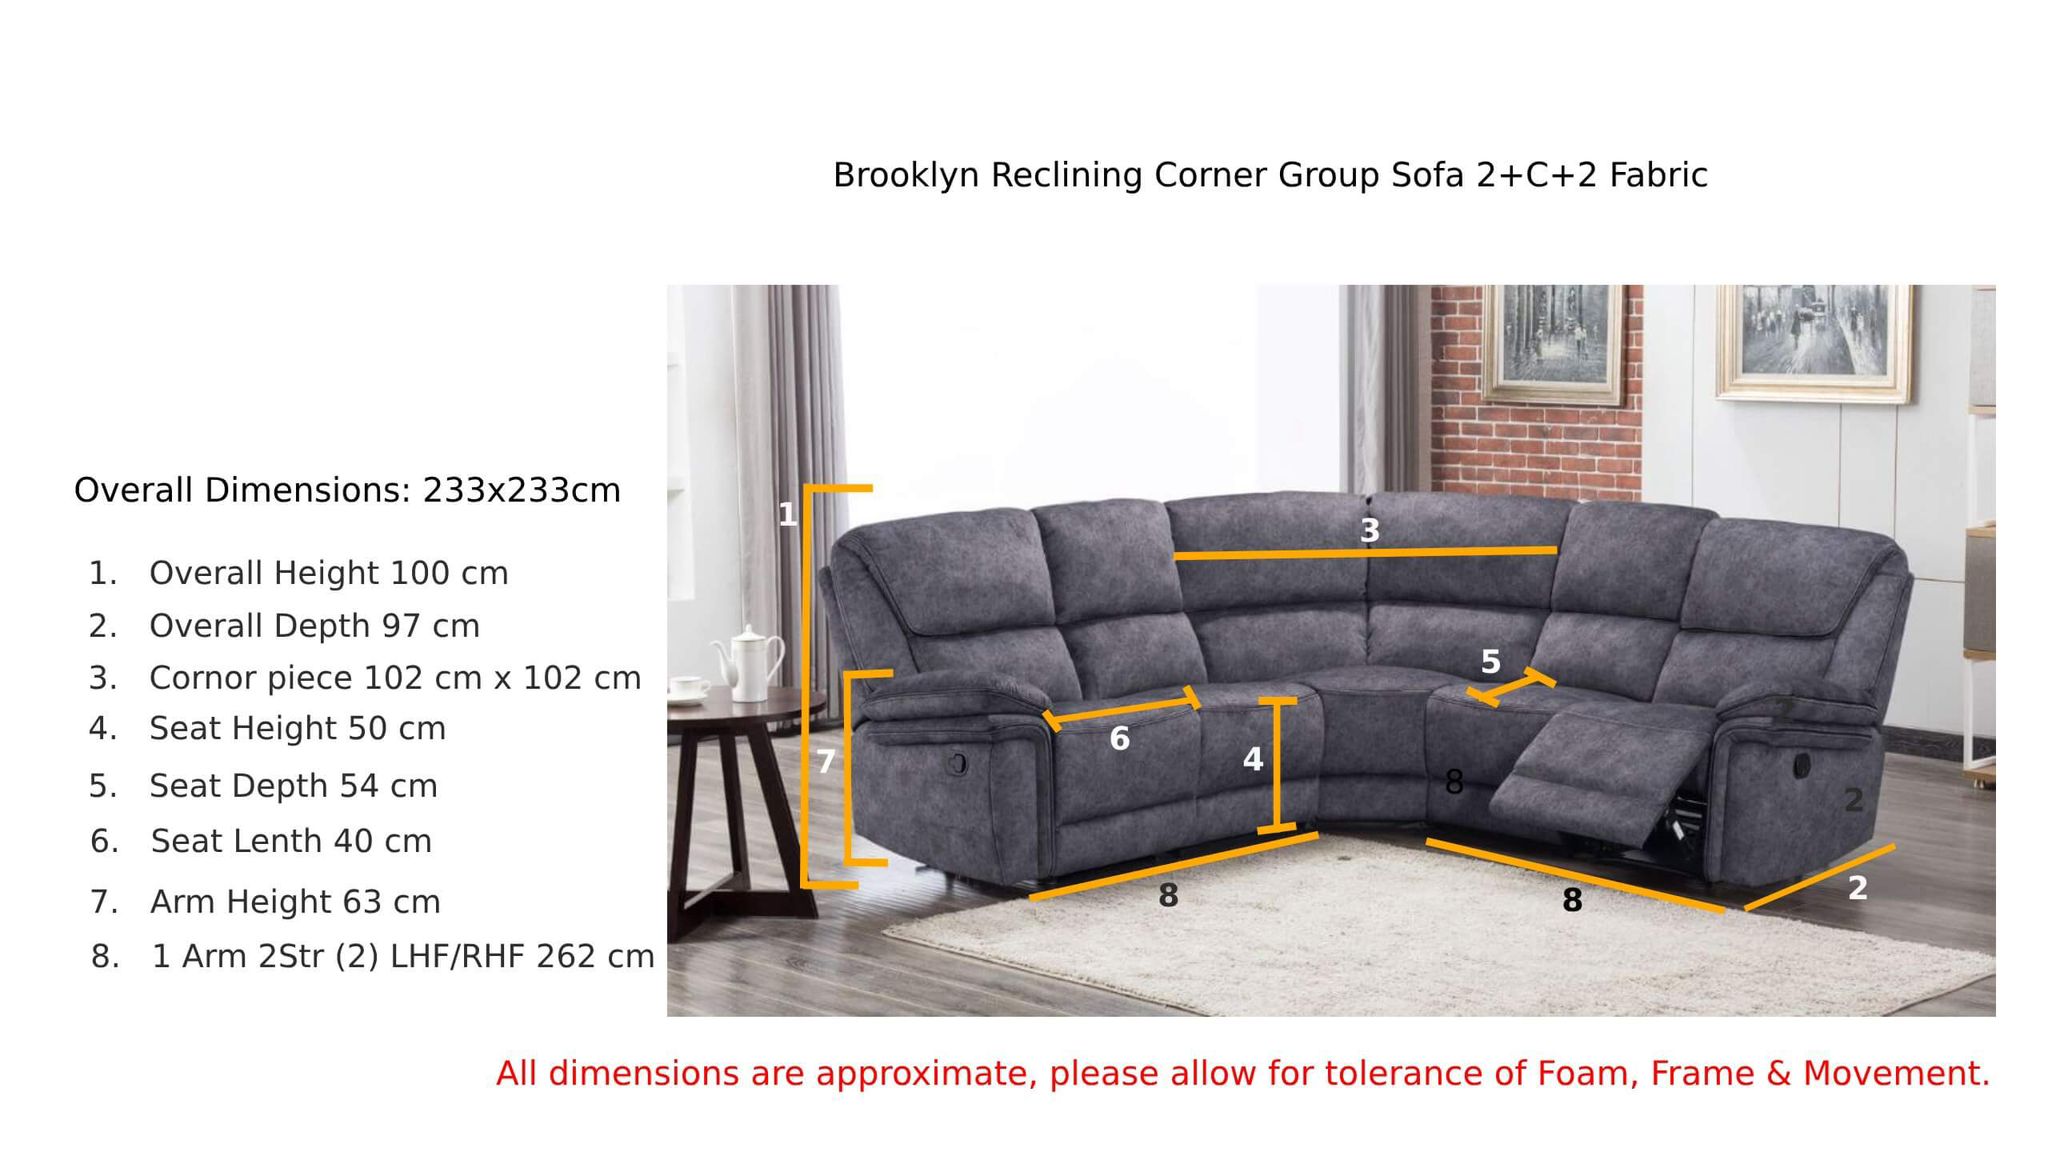 Brooklyn Reclining Corner Group Sofa 2+C+2 Fabric
Overall Dimensions: 233x233cm
1. Overall Height 100 cm
2. Overall Depth 97 cm
3. Cornor piece 102 cm x 102 cm
4. Seat Height 50 cm
5. Seat Depth 54 cm
6. Seat Lenth 40 cm
7. Arm Height 63 cm
8. 1 Arm 2Str (2) LHF/RHF 262 cm
1
3
5
2
6
4
7
8
2
8
8
2
All dimensions are approximate, please allow for tolerance of Foam, Frame & Movement.